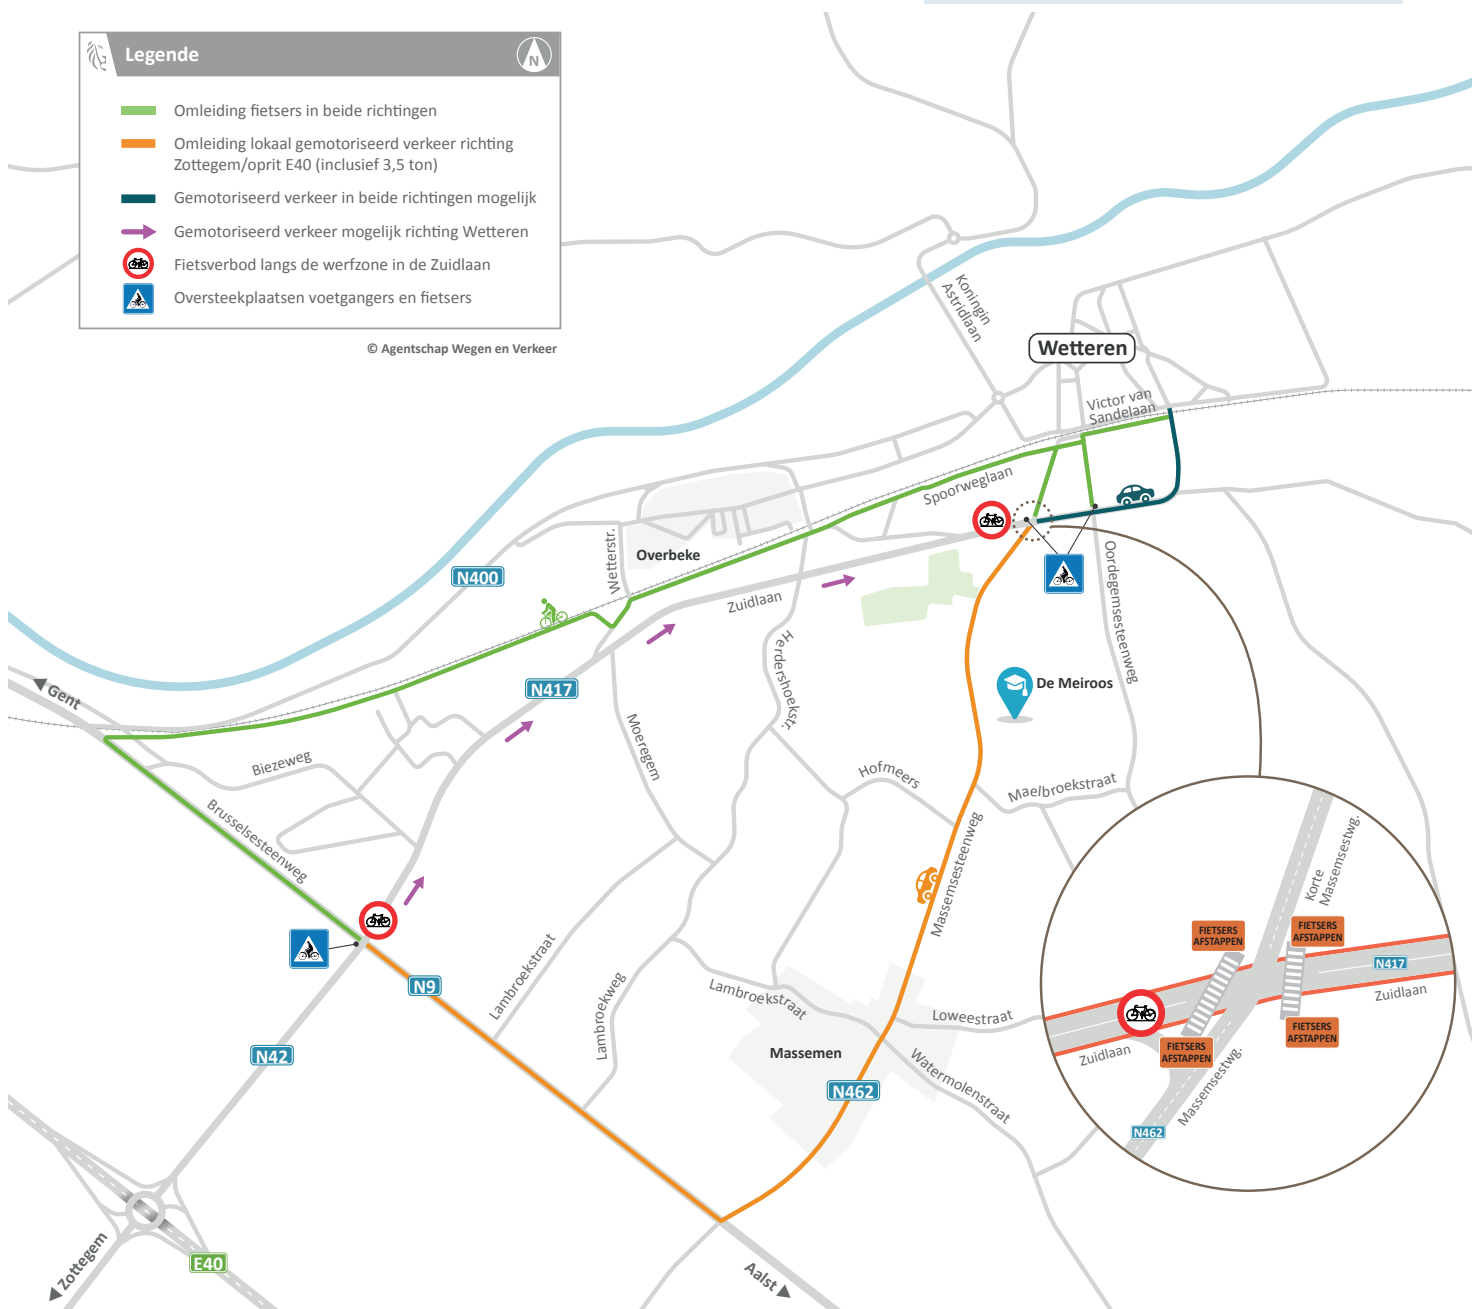 Legende
N
Omleiding fietsers in beide richtingen
Omleiding lokaal gemotoriseerd verkeer richting
Zottegem/oprit E40 (inclusief 3,5 ton)
Gemotoriseerd verkeer in beide richtingen mogelijk
Gemotoriseerd verkeer mogelijk richting Wetteren
Fietsverbod langs de werfzone in de Zuidlaan
Oversteekplaatsen voetgangers en fietsers
© Agentschap Wegen en Verkeer
Koningin
Astridlaan
Wetteren
Victor van
Sandelaan
Spoorweglaan
Wetterstr.
Overbeke
N400
Zuidlaan
Oordegemsesteenweg
Herdershoekstr.
N417
De Meiroos
Gent
Moeregem
Biezeweg
Hofmeers
Maelbroekstraat
Brusselsesteenweg
Massemsesteenweg
Korte
Massemsestwg.
FIETSERS
AFSTAPPEN
FIETSERS
AFSTAPPEN
N417
Zuidlaan
Zuidlaan
FIETSERS
AFSTAPPEN
FIETSERS
AFSTAPPEN
Massemsestwg.
N462
N9
Lambroekstraat
Lambroekweg
Lambroekstraat
Loweestraat
Massemen
Watermolenstraat
N462
N42
E40
Zottegem
Aalst